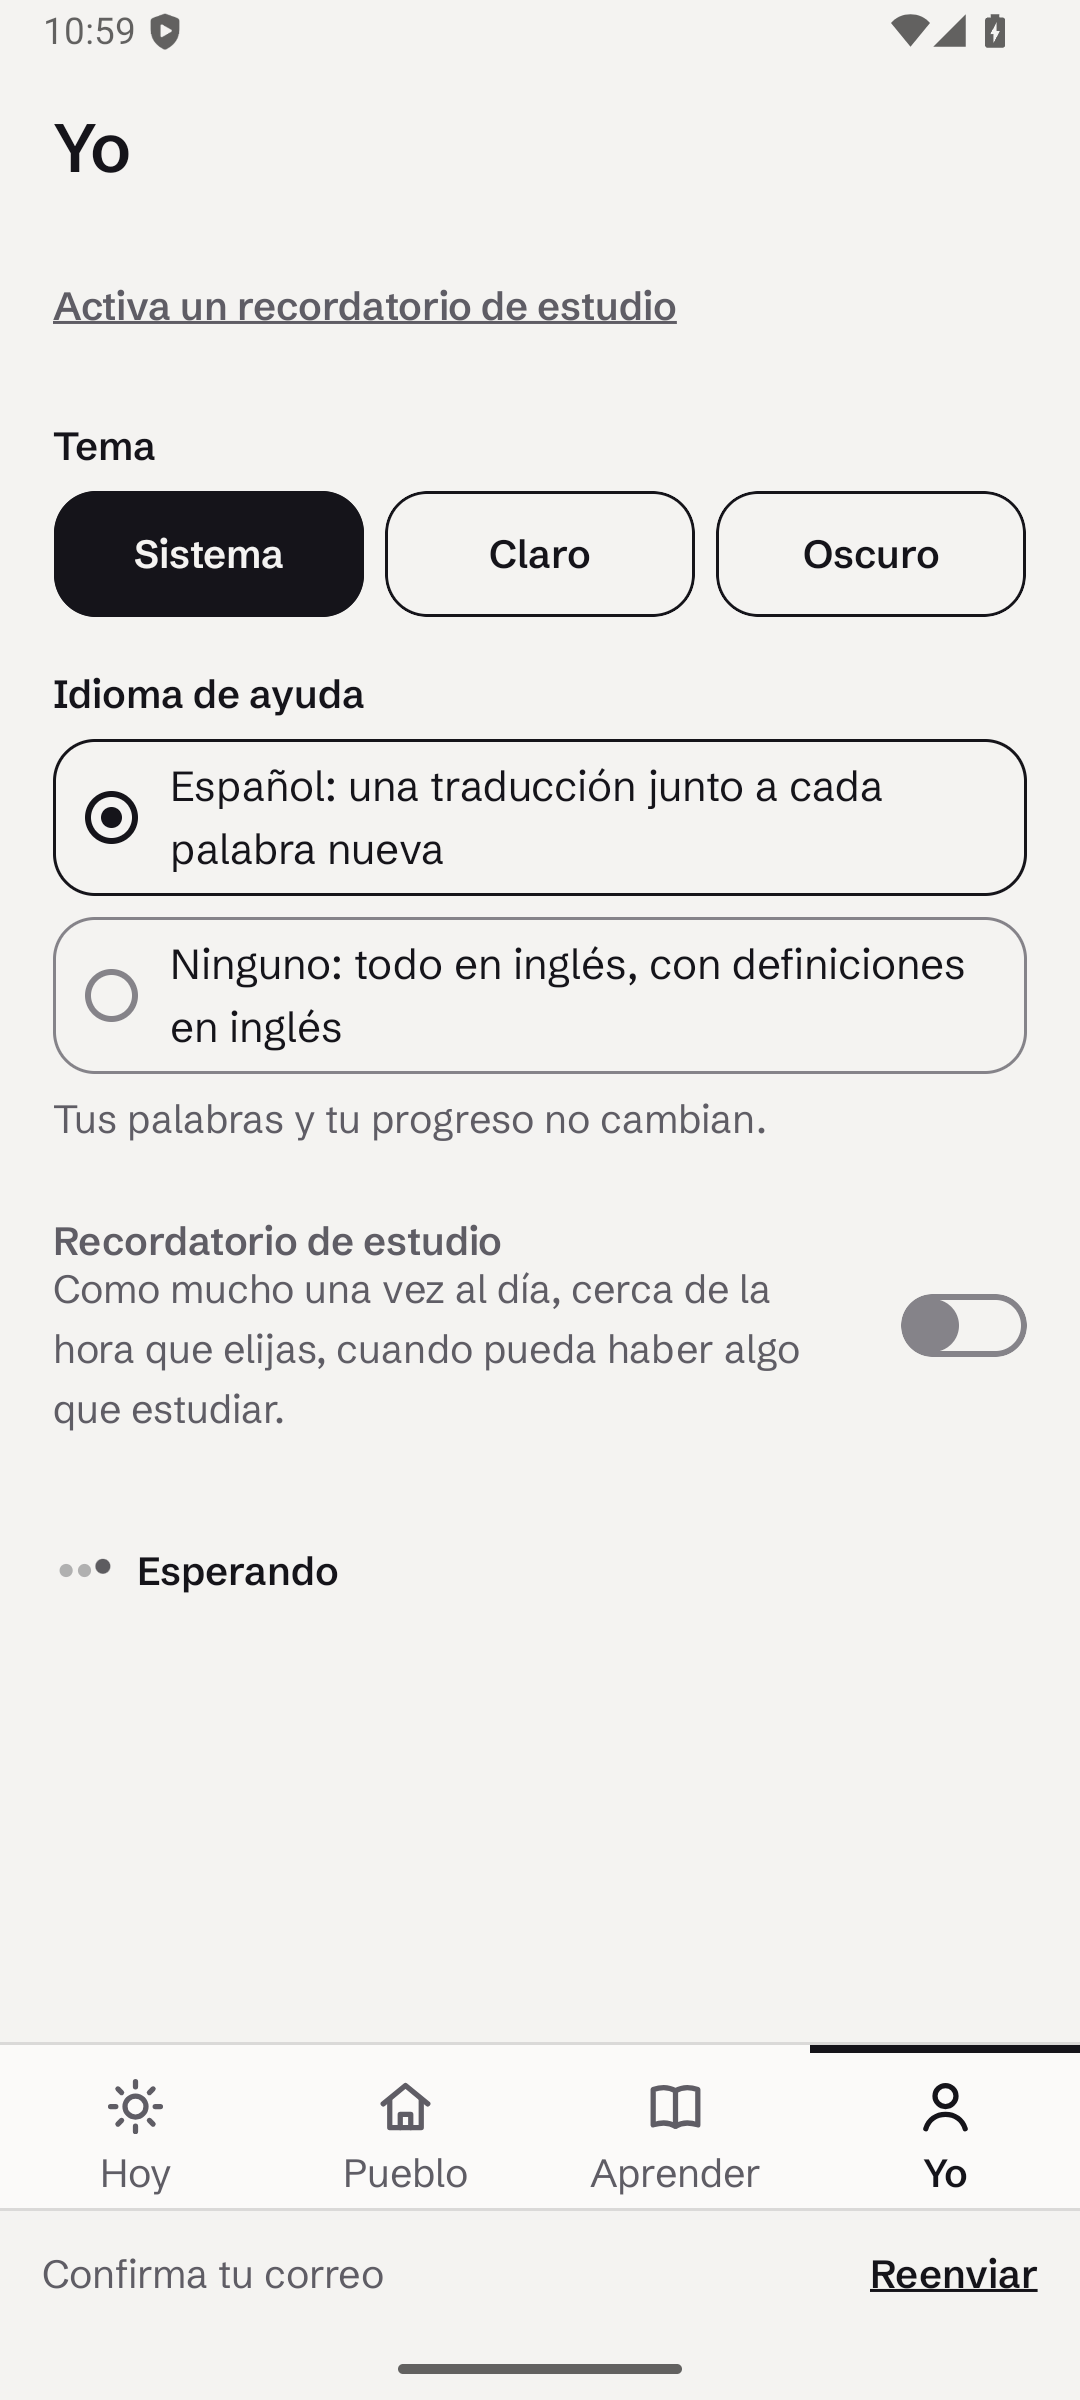 10:59
Yo
Activa un recordatorio de estudio
Tema
Sistema
Claro
Oscuro
Idioma de ayuda
Español: una traducción junto a cada
palabra nueva
Ninguno: todo en inglés, con definiciones
en inglés
Tus palabras y tu progreso no cambian.
Recordatorio de estudio
Como mucho una vez al día, cerca de la
hora que elijas, cuando pueda haber algo
que estudiar.
Esperando
Hoy
Pueblo
Aprender
Yo
Confirma tu correo
Reenviar